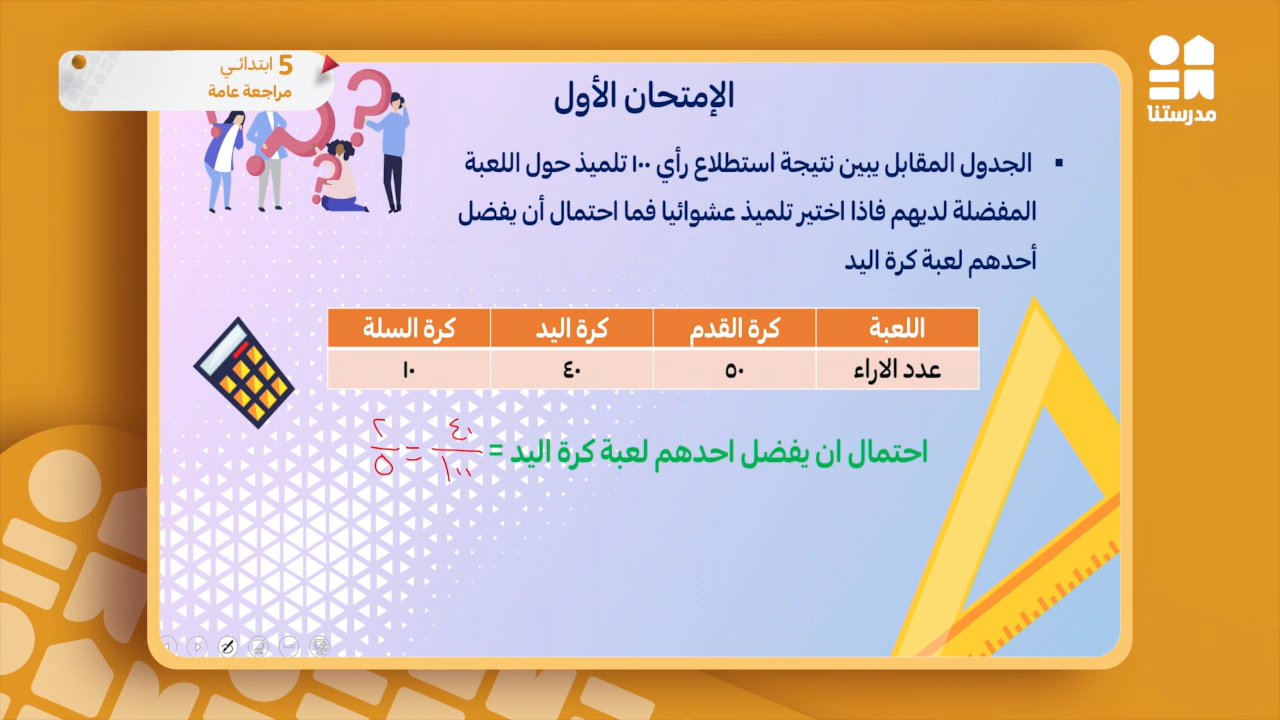 5 ابتدائي
مراجعة عامة
مدرستنا
الإمتحان الأول
▪ الجدول المقابل يبين نتيجة استطلاع رأي ١٠٠ تلميذ حول اللعبة
المفضلة لديهم فاذا اختير تلميذ عشوائيا فما احتمال أن يفضل
أحدهم لعبة كرة اليد
اللعبة كرة القدم كرة اليد كرة السلة
عدد الاراء ٥٠ ٤٠ ١٠
احتمال ان يفضل احدهم لعبة كرة اليد = ٤٠/١٠٠ = ٢/٥